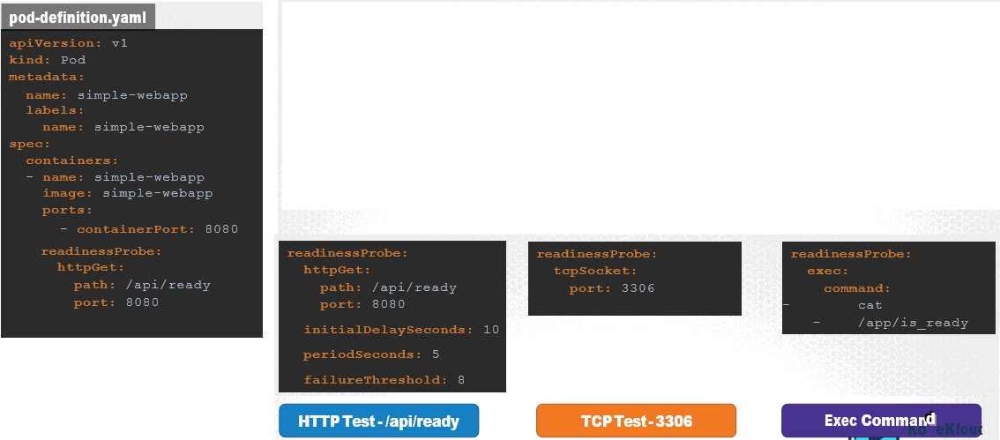 pod-definition.yaml
apiVersion: v1
kind: Pod
metadata:
name: simple-webapp
labels:
name: simple-webapp
spec:
containers:
- name: simple-webapp
image: simple-webapp
ports:
- containerPort: 8080
readinessProbe:
httpGet:
path: /api/ready
port: 8080
readinessProbe:
httpGet:
path: /api/ready
port: 8080
initialDelaySeconds: 10
periodSeconds: 5
failureThreshold: 8
HTTP Test - /api/ready
readinessProbe:
tcpSocket:
port: 3306
TCP Test - 3306
readinessProbe:
exec:
command:
- cat
- /app/is_ready
Exec Command